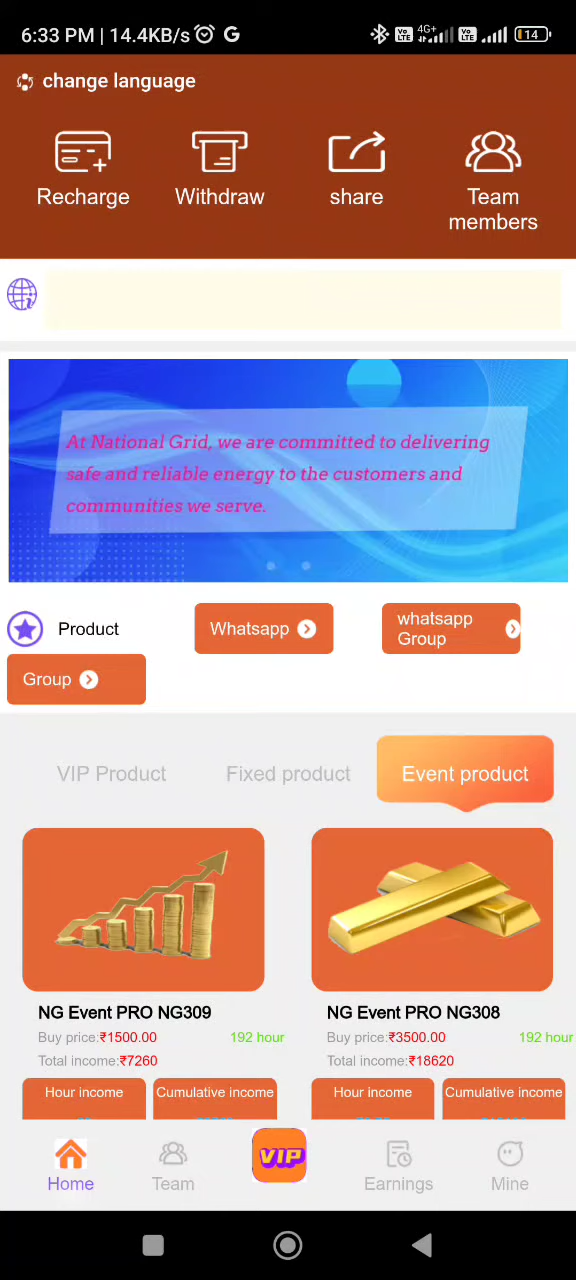 6:33 PM | 14.4KB/s
4G+
14
change language
Recharge
Withdraw
share
Team
members
At National Grid, we are committed to delivering
safe and reliable energy to the customers and
communities we serve.
Product
Whatsapp
whatsapp
Group
Group
VIP Product
Fixed product
Event product
NG Event PRO NG309
Buy price:₹1500.00
192 hour
Total income:₹7260
Hour income
Cumulative income
NG Event PRO NG308
Buy price:₹3500.00
192 hour
Total income:₹18620
Hour income
Cumulative income
VIP
Home
Team
Earnings
Mine